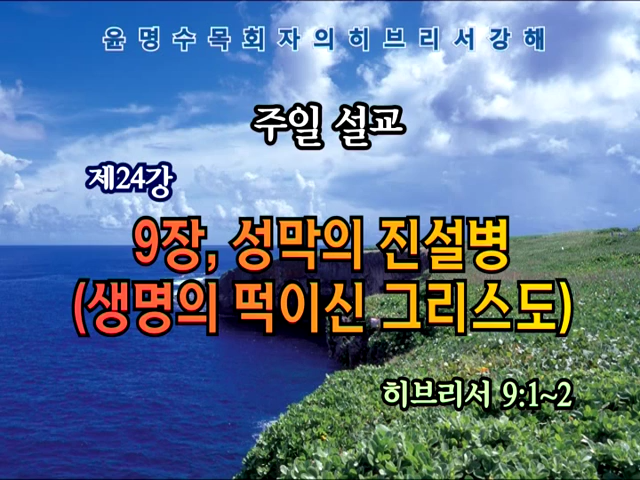 윤명수목회자의히브리서강해
주일 설교
제24강
9장, 성막의 진설병
(생명의 떡이신 그리스도)
히브리서 9:1~2